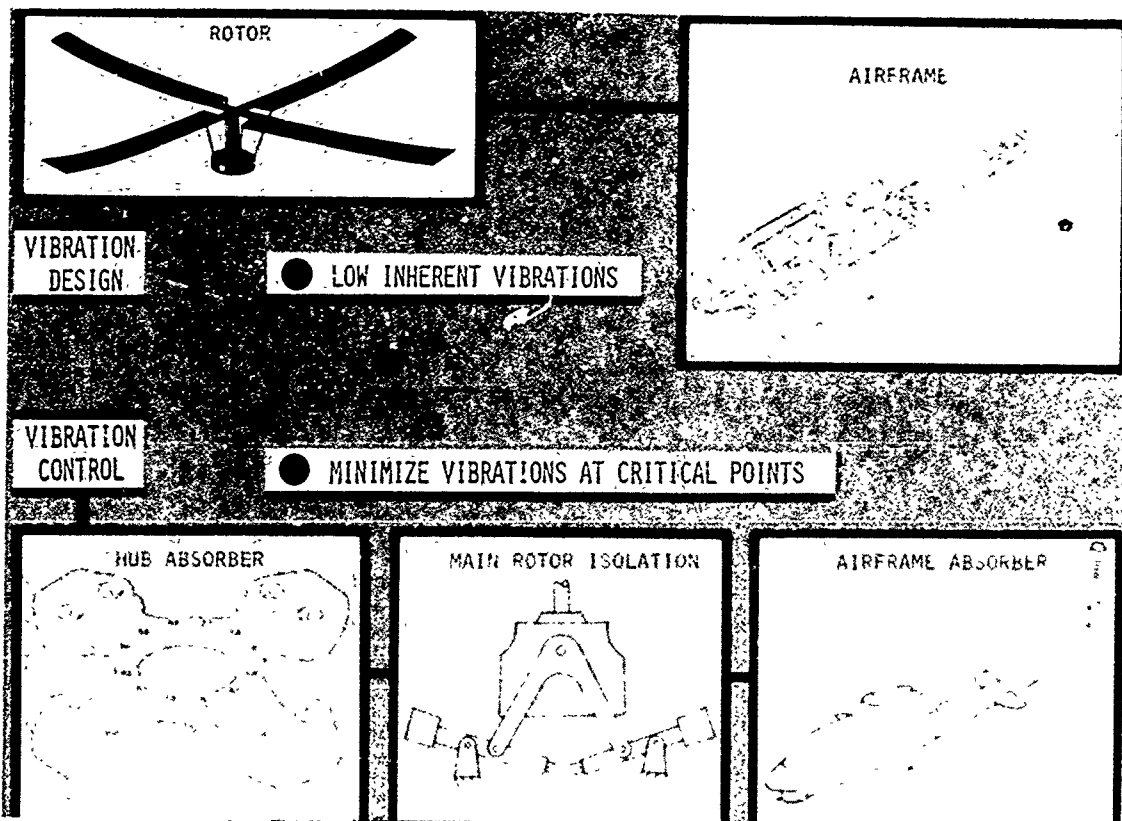 ROTOR
AIRFRAME
VIBRATION
DESIGN
● LOW INHERENT VIBRATIONS
VIBRATION
CONTROL
● MINIMIZE VIBRATIONS AT CRITICAL POINTS
HUB ABSORBER
MAIN ROTOR ISOLATION
AIRFRAME ABSORBER